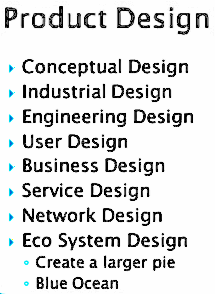 Product Design
Conceptual Design
Industrial Design
Engineering Design
User Design
Business Design
Service Design
Network Design
Eco System Design
Create a larger pie
Blue Ocean